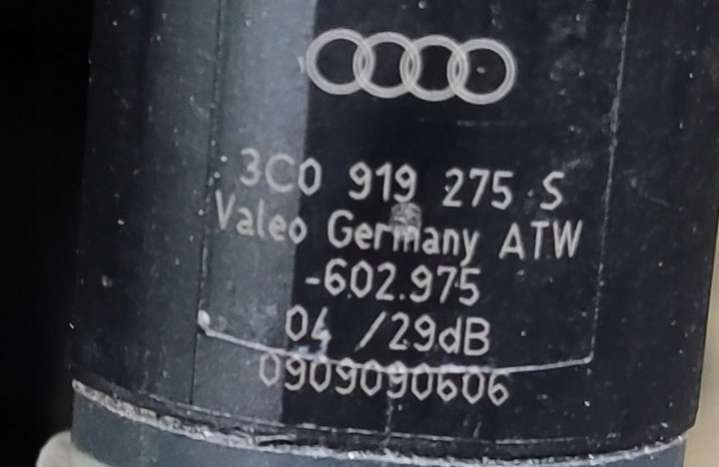 3C0 919 275 S
Valeo Germany ATW
-602.975
04 /29dB
0909090606